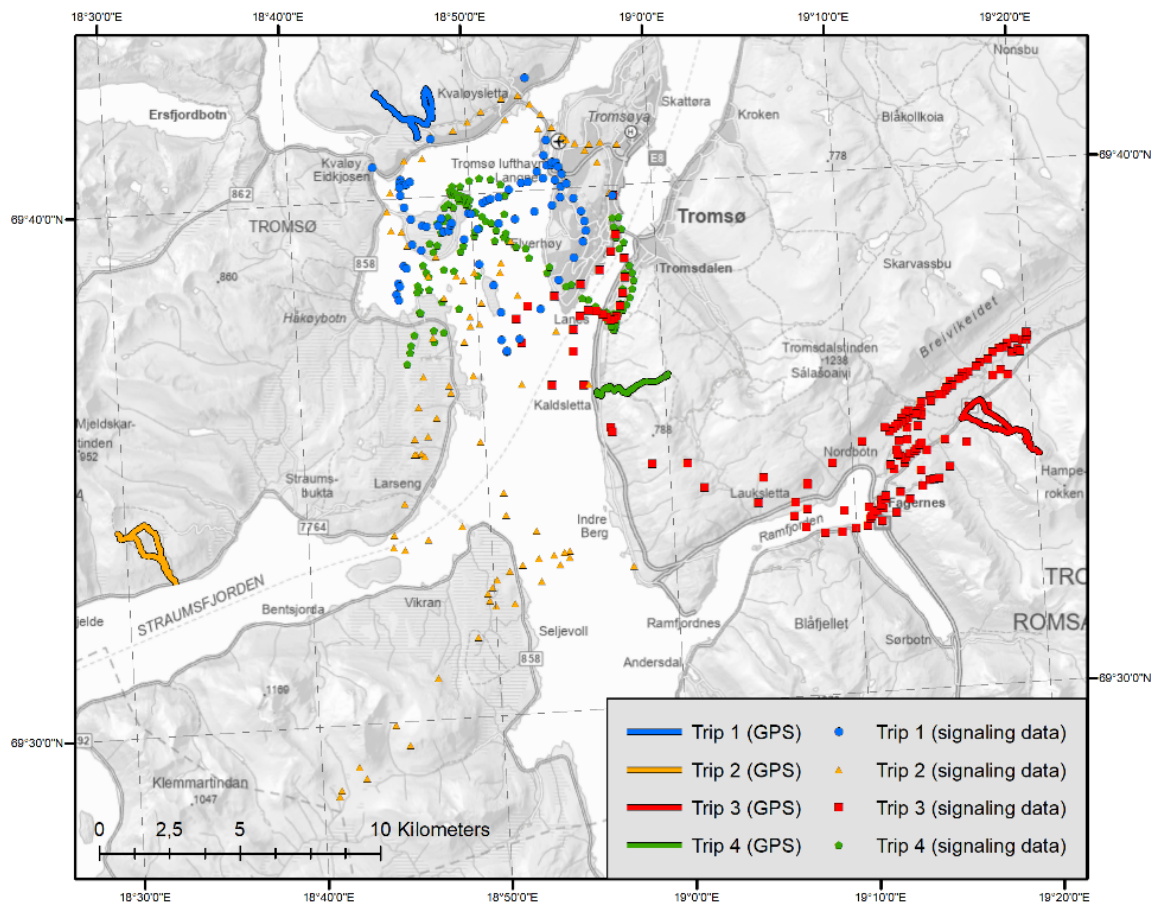 18°30'0"E 18°40'0"E 18°50'0"E 19°0'0"E 19°10'0"E 19°20'0"E
Nonsbu
Kvaløysletta
Skattøra
Ersfjordbotn
Tromsøya
Kroken
Blåkollkoia
H
Kvaløy
Eidkjosen
Tromsø lufthavn
E8
778
69°40'0"N
862
TROMSØ
Tromsø
69°40'0"N
Elverhøy
858
860
Tromsdalen
Skarvassbu
Håkøybotn
Breivikeidet
Tromsdalstinden
1238
Sålašoaivi
Kaldsletta
Mjeldskar-
tinden
952
788
Nordbotn
Hampe-
rokken
Straums-
bukta
Larseng
Lauksletta
Fagernes
7764
Indre
Berg
Ramfjorden
STRAUMSFJORDEN
Bentsjorda
Vikran
TRO
ROMSA
jelde
Seljevoll
Ramfjordnes
Blåfjellet
Sørbotn
858
Andersdal
69°30'0"N
1169
69°30'0"N
92
Klemmartindan
1047
Trip 1 (GPS) Trip 1 (signaling data)
Trip 2 (GPS) Trip 2 (signaling data)
Trip 3 (GPS) Trip 3 (signaling data)
Trip 4 (GPS) Trip 4 (signaling data)
0 2,5 5 10 Kilometers
18°30'0"E 18°40'0"E 18°50'0"E 19°0'0"E 19°10'0"E 19°20'0"E